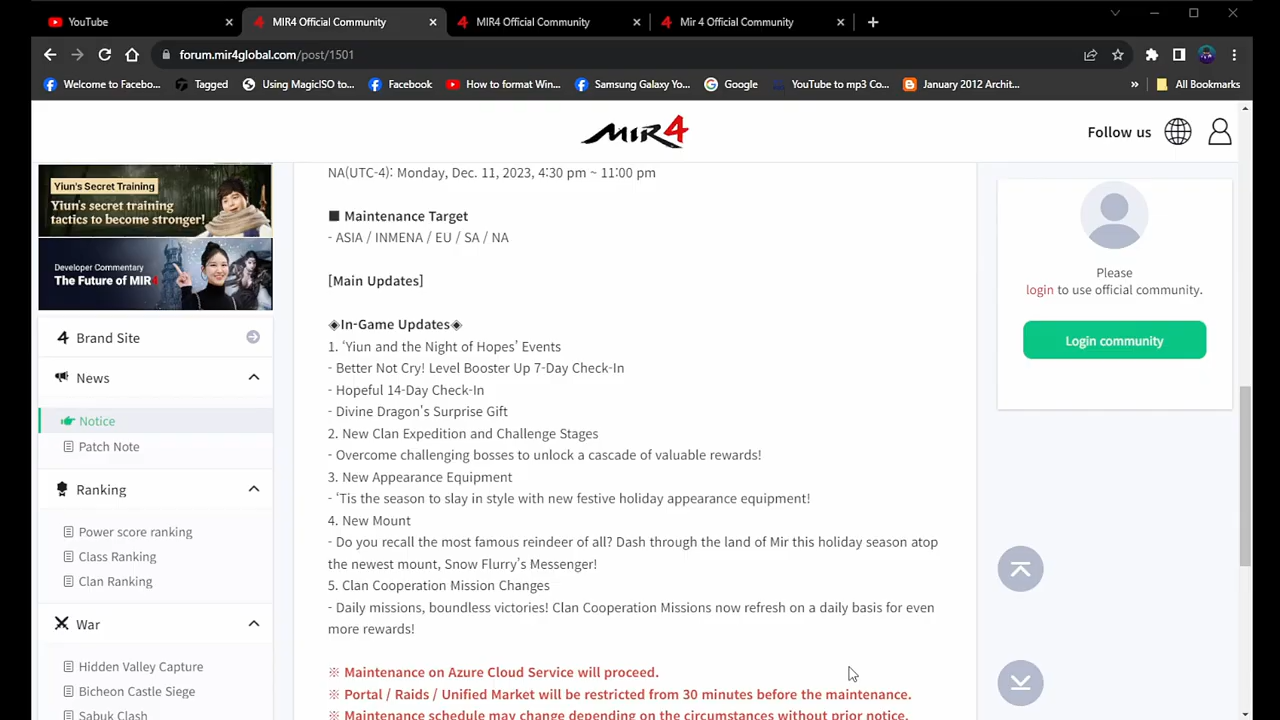 YouTube
MIR4 Official Community
MIR4 Official Community
Mir 4 Official Community
forum.mir4global.com/post/1501
Welcome to Facebo...
Tagged
Using MagicISO to...
Facebook
How to format Win...
Samsung Galaxy Yo...
Google
YouTube to mp3 Co...
January 2012 Archit...
»
All Bookmarks
MIR4
Follow us
Yiun's Secret Training
Yiun's secret training
tactics to become stronger!
Developer Commentary
The Future of MIR4
Brand Site
News
Notice
Patch Note
Ranking
Power score ranking
Class Ranking
Clan Ranking
War
Hidden Valley Capture
Bicheon Castle Siege
Sabuk Clash
NA(UTC-4): Monday, Dec. 11, 2023, 4:30 pm ~ 11:00 pm
■ Maintenance Target
- ASIA / INMENA / EU / SA / NA
[Main Updates]
◈In-Game Updates◈
1. ‘Yiun and the Night of Hopes’ Events
- Better Not Cry! Level Booster Up 7-Day Check-In
- Hopeful 14-Day Check-In
- Divine Dragon's Surprise Gift
2. New Clan Expedition and Challenge Stages
- Overcome challenging bosses to unlock a cascade of valuable rewards!
3. New Appearance Equipment
- ‘Tis the season to slay in style with new festive holiday appearance equipment!
4. New Mount
- Do you recall the most famous reindeer of all? Dash through the land of Mir this holiday season atop
the newest mount, Snow Flurry’s Messenger!
5. Clan Cooperation Mission Changes
- Daily missions, boundless victories! Clan Cooperation Missions now refresh on a daily basis for even
more rewards!
※ Maintenance on Azure Cloud Service will proceed.
※ Portal / Raids / Unified Market will be restricted from 30 minutes before the maintenance.
※ Maintenance schedule may change depending on the circumstances without prior notice.
Please
login to use official community.
Login community